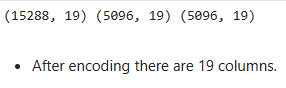 (15288, 19) (5096, 19) (5096, 19)
• After encoding there are 19 columns.